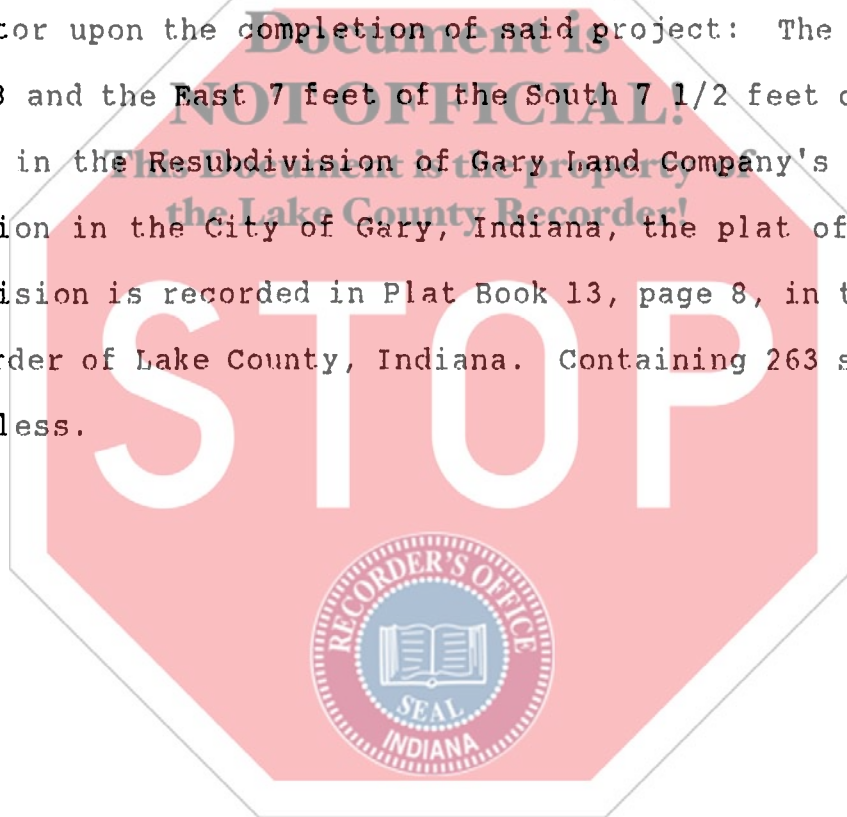 Document is
tor upon the completion of said project: The
NOT OFFICIAL!
3 and the East 7 feet of the South 7 1/2 feet o
This Document is the property of
in the Resubdivision of Gary Land Company's
the Lake County Recorder!
ion in the City of Gary, Indiana, the plat of
ision is recorded in Plat Book 13, page 8, in t
rder of Lake County, Indiana. Containing 263 s
less.
STOP
RECORDER'S OFFICE
SEAL
INDIANA